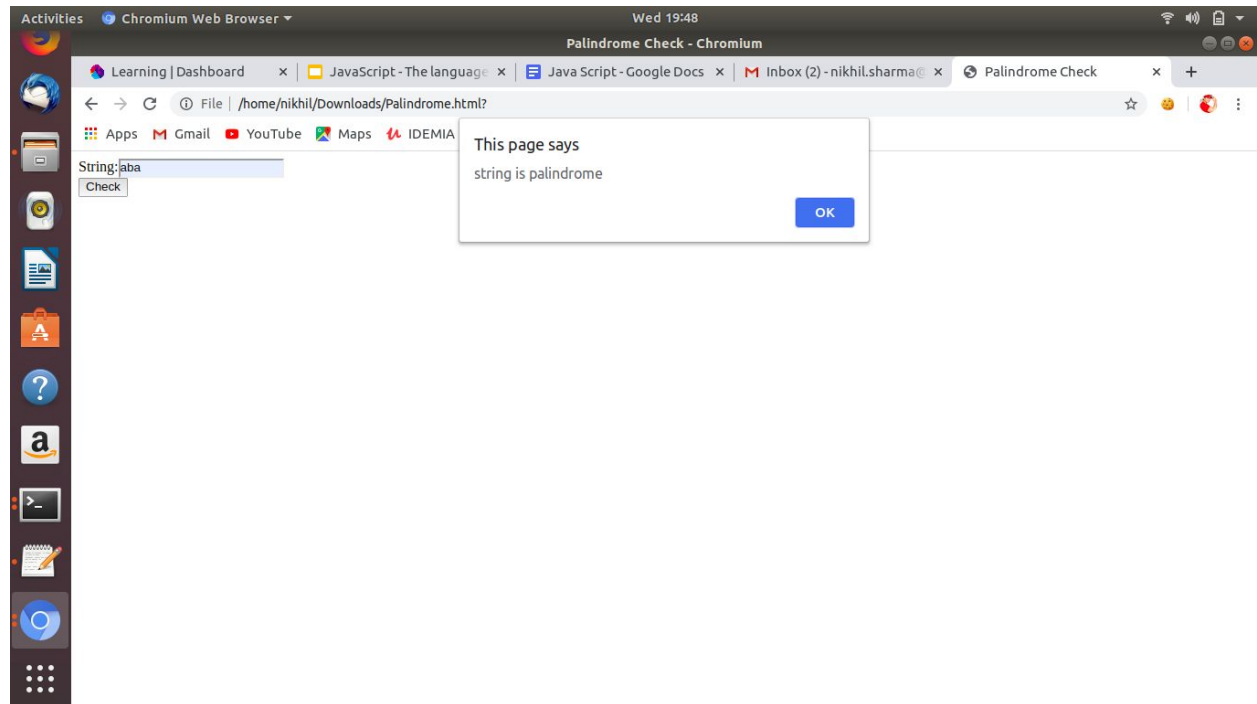 Activities Chromium Web Browser Wed 19:48
Palindrome Check - Chromium
Learning | Dashboard JavaScript - The language Java Script - Google Docs Inbox (2) - nikhil.sharma@ Palindrome Check
File /home/nikhil/Downloads/Palindrome.html?
Apps Gmail YouTube Maps IDEMIA
This page says
string is palindrome
OK
String: aba
Check